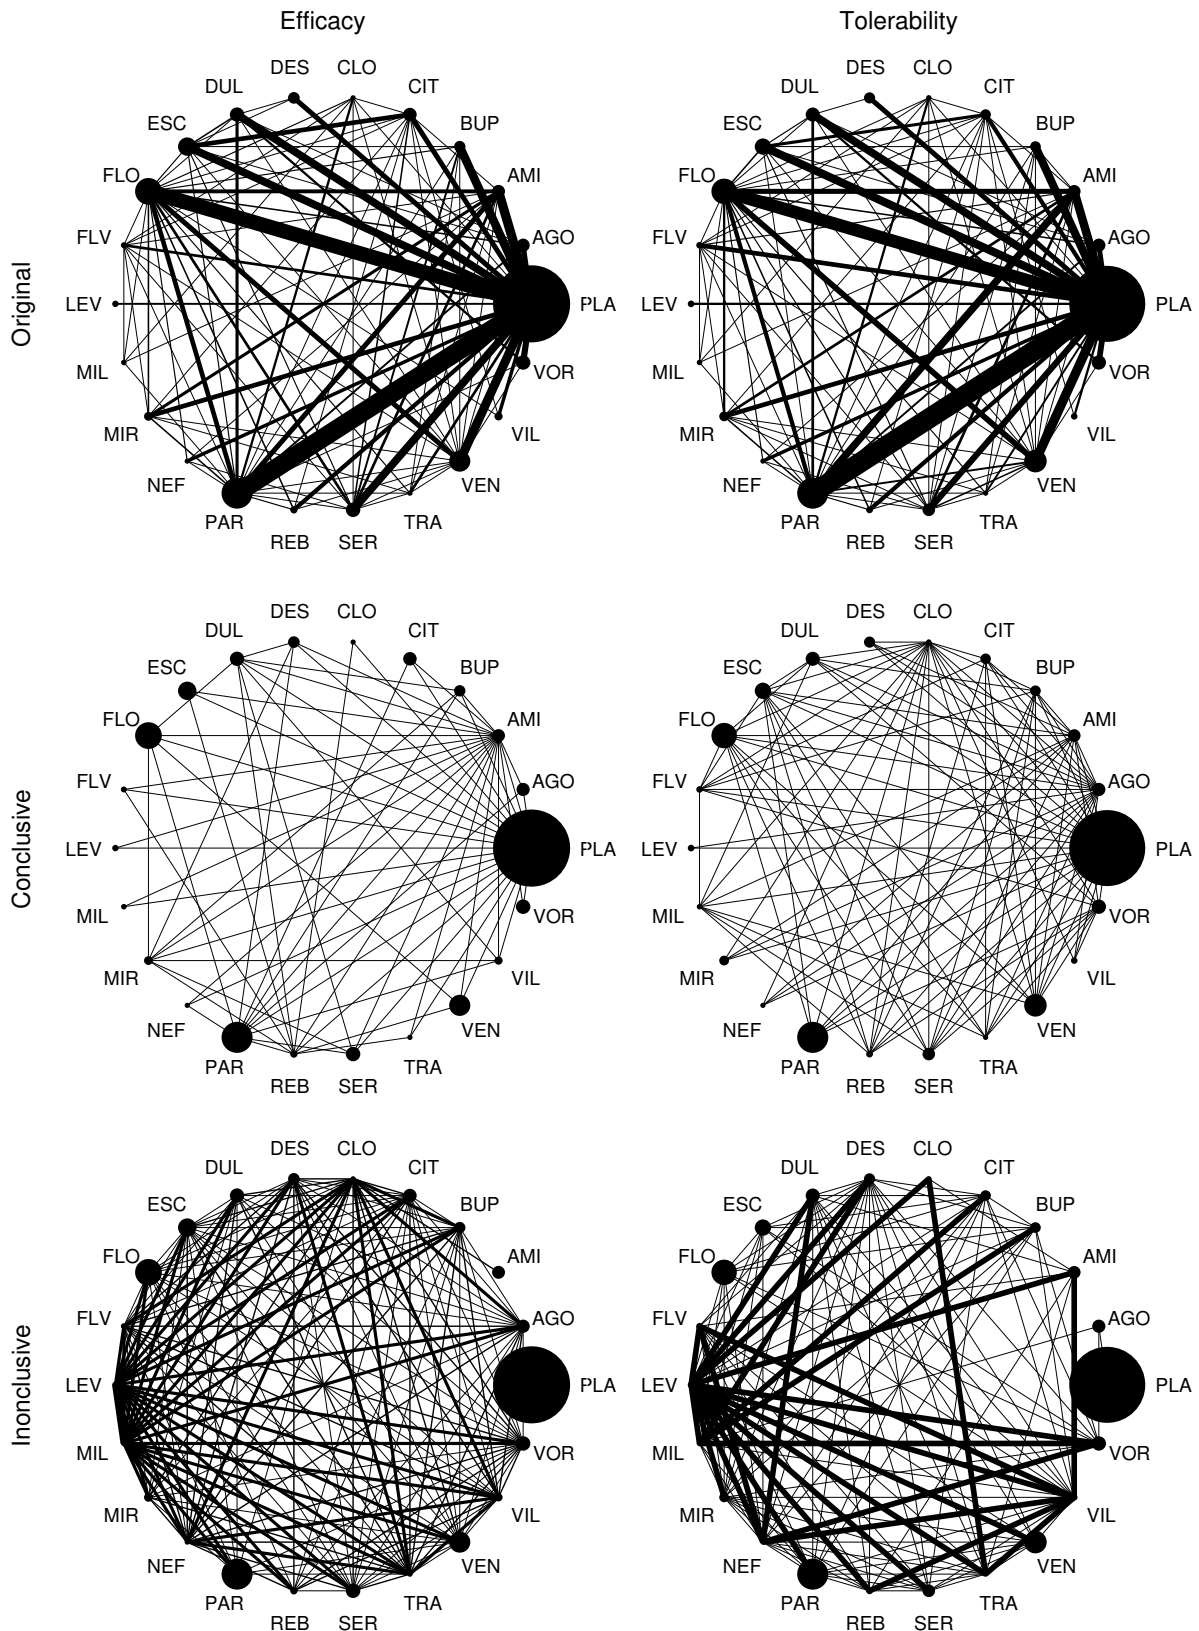 Efficacy
Tolerability
Original
DES CLO
DUL CIT
ESC BUP
FLO AMI
FLV AGO
LEV PLA
MIL VOR
MIR VIL
NEF VEN
PAR TRA
REB SER
DES CLO
DUL CIT
ESC BUP
FLO AMI
FLV AGO
LEV PLA
MIL VOR
MIR VIL
NEF VEN
PAR TRA
REB SER
Conclusive
DES CLO
DUL CIT
ESC BUP
FLO AMI
FLV AGO
LEV PLA
MIL VOR
MIR VIL
NEF VEN
PAR TRA
REB SER
DES CLO
DUL CIT
ESC BUP
FLO AMI
FLV AGO
LEV PLA
MIL VOR
MIR VIL
NEF VEN
PAR TRA
REB SER
Inonclusive
DES CLO
DUL CIT
ESC BUP
FLO AMI
FLV AGO
LEV PLA
MIL VOR
MIR VIL
NEF VEN
PAR TRA
REB SER
DES CLO
DUL CIT
ESC BUP
FLO AMI
FLV AGO
LEV PLA
MIL VOR
MIR VIL
NEF VEN
PAR TRA
REB SER